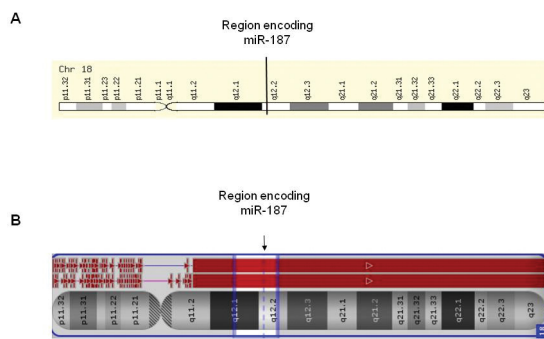 A
Region encoding
miR-187
Chr 18
p11.32 p11.31 p11.23 p11.22 p11.21 p11.1 q11.1 q11.2 q12.1 q12.2 q12.3 q21.1 q21.2 q21.31 q21.32 q21.33 q22.1 q22.2 q22.3 q23
Region encoding
miR-187
B
p11.32 p11.31 p11.22 p11.21 q11.2 q12.1 q12.2 q12.3 q21.1 q21.2 q21.31 q21.32 q21.33 q22.1 q22.2 q22.3 q23